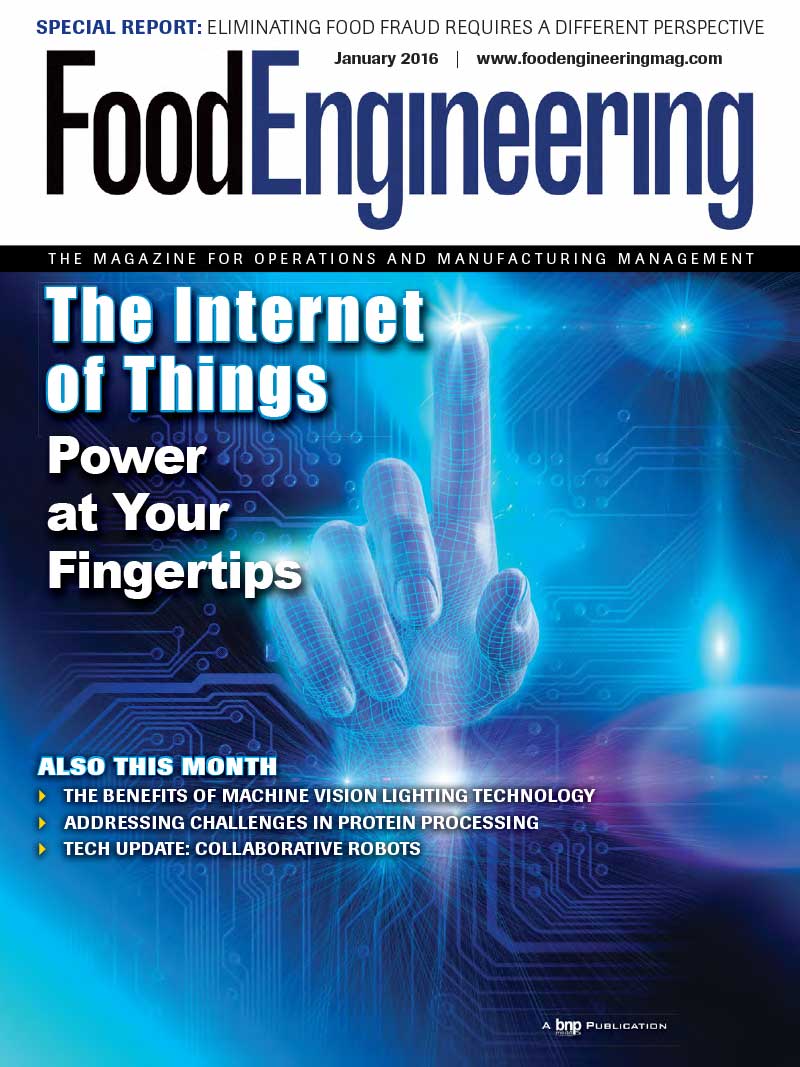 SPECIAL REPORT: ELIMINATING FOOD FRAUD REQUIRES A DIFFERENT PERSPECTIVE
January 2016 | www.foodengineeringmag.com
FoodEngineering
THE MAGAZINE FOR OPERATIONS AND MANUFACTURING MANAGEMENT
The Internet
of Things
Power
at Your
Fingertips
ALSO THIS MONTH
THE BENEFITS OF MACHINE VISION LIGHTING TECHNOLOGY
ADDRESSING CHALLENGES IN PROTEIN PROCESSING
TECH UPDATE: COLLABORATIVE ROBOTS
A bnp PUBLICATION